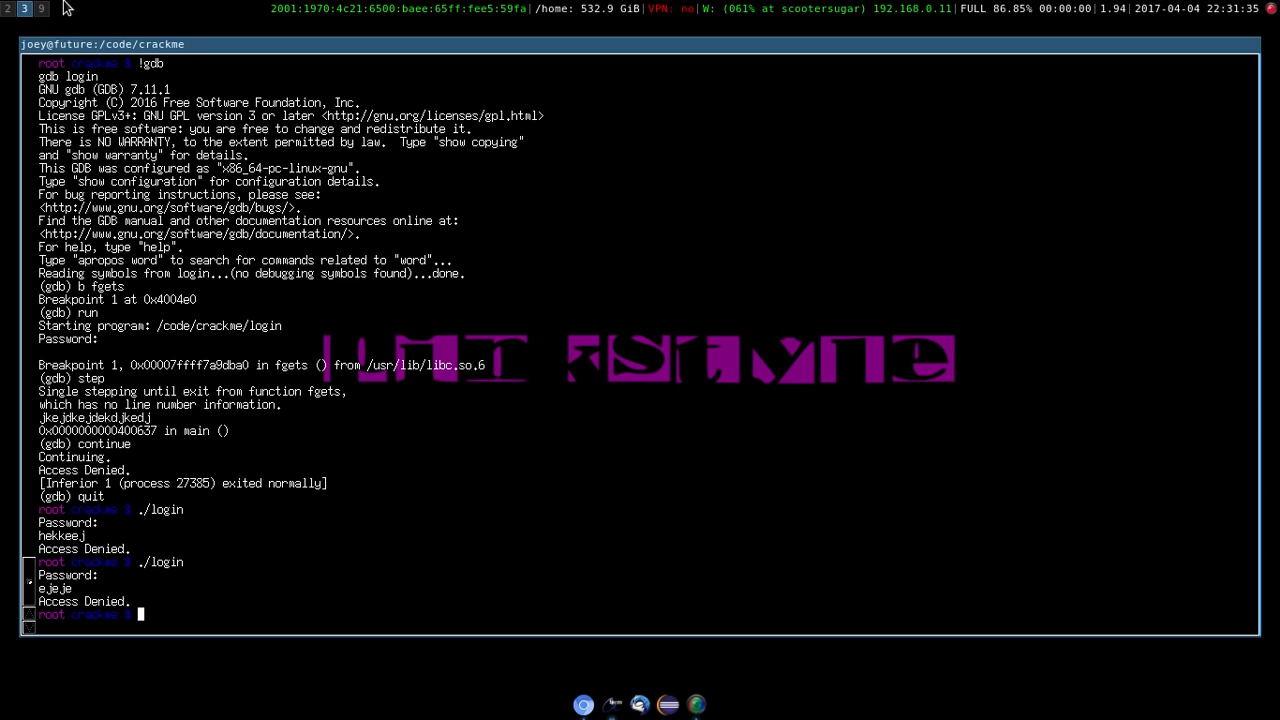 2 3 9 2001:1970:4c21:6500:baee:65ff:fee5:59fa|/home: 532.9 GiB|VPN: no|W: (061% at scootersugar) 192.168.0.11|FULL 86.85% 00:00:00|1.94|2017-04-04 22:31:35
joey@future:/code/crackme
root crackme $ !gdb
gdb login
GNU gdb (GDB) 7.11.1
Copyright (C) 2016 Free Software Foundation, Inc.
License GPLv3+: GNU GPL version 3 or later <http://gnu.org/licenses/gpl.html>
This is free software: you are free to change and redistribute it.
There is NO WARRANTY, to the extent permitted by law.  Type "show copying"
and "show warranty" for details.
This GDB was configured as "x86_64-pc-linux-gnu".
Type "show configuration" for configuration details.
For bug reporting instructions, please see:
<http://www.gnu.org/software/gdb/bugs/>.
Find the GDB manual and other documentation resources online at:
<http://www.gnu.org/software/gdb/documentation/>.
For help, type "help".
Type "apropos word" to search for commands related to "word"...
Reading symbols from login...(no debugging symbols found)...done.
(gdb) b fgets
Breakpoint 1 at 0x4004e0
(gdb) run
Starting program: /code/crackme/login
Password:
Breakpoint 1, 0x00007ffff7a9dba0 in fgets () from /usr/lib/libc.so.6
(gdb) step
Single stepping until exit from function fgets,
which has no line number information.
jkejdkejdekdjkedj
0x0000000000400637 in main ()
(gdb) continue
Continuing.
Access Denied.
[Inferior 1 (process 27385) exited normally]
(gdb) quit
root crackme $ ./login
Password:
hekkeej
Access Denied.
root crackme $ ./login
Password:
ejeje
Access Denied.
root crackme $